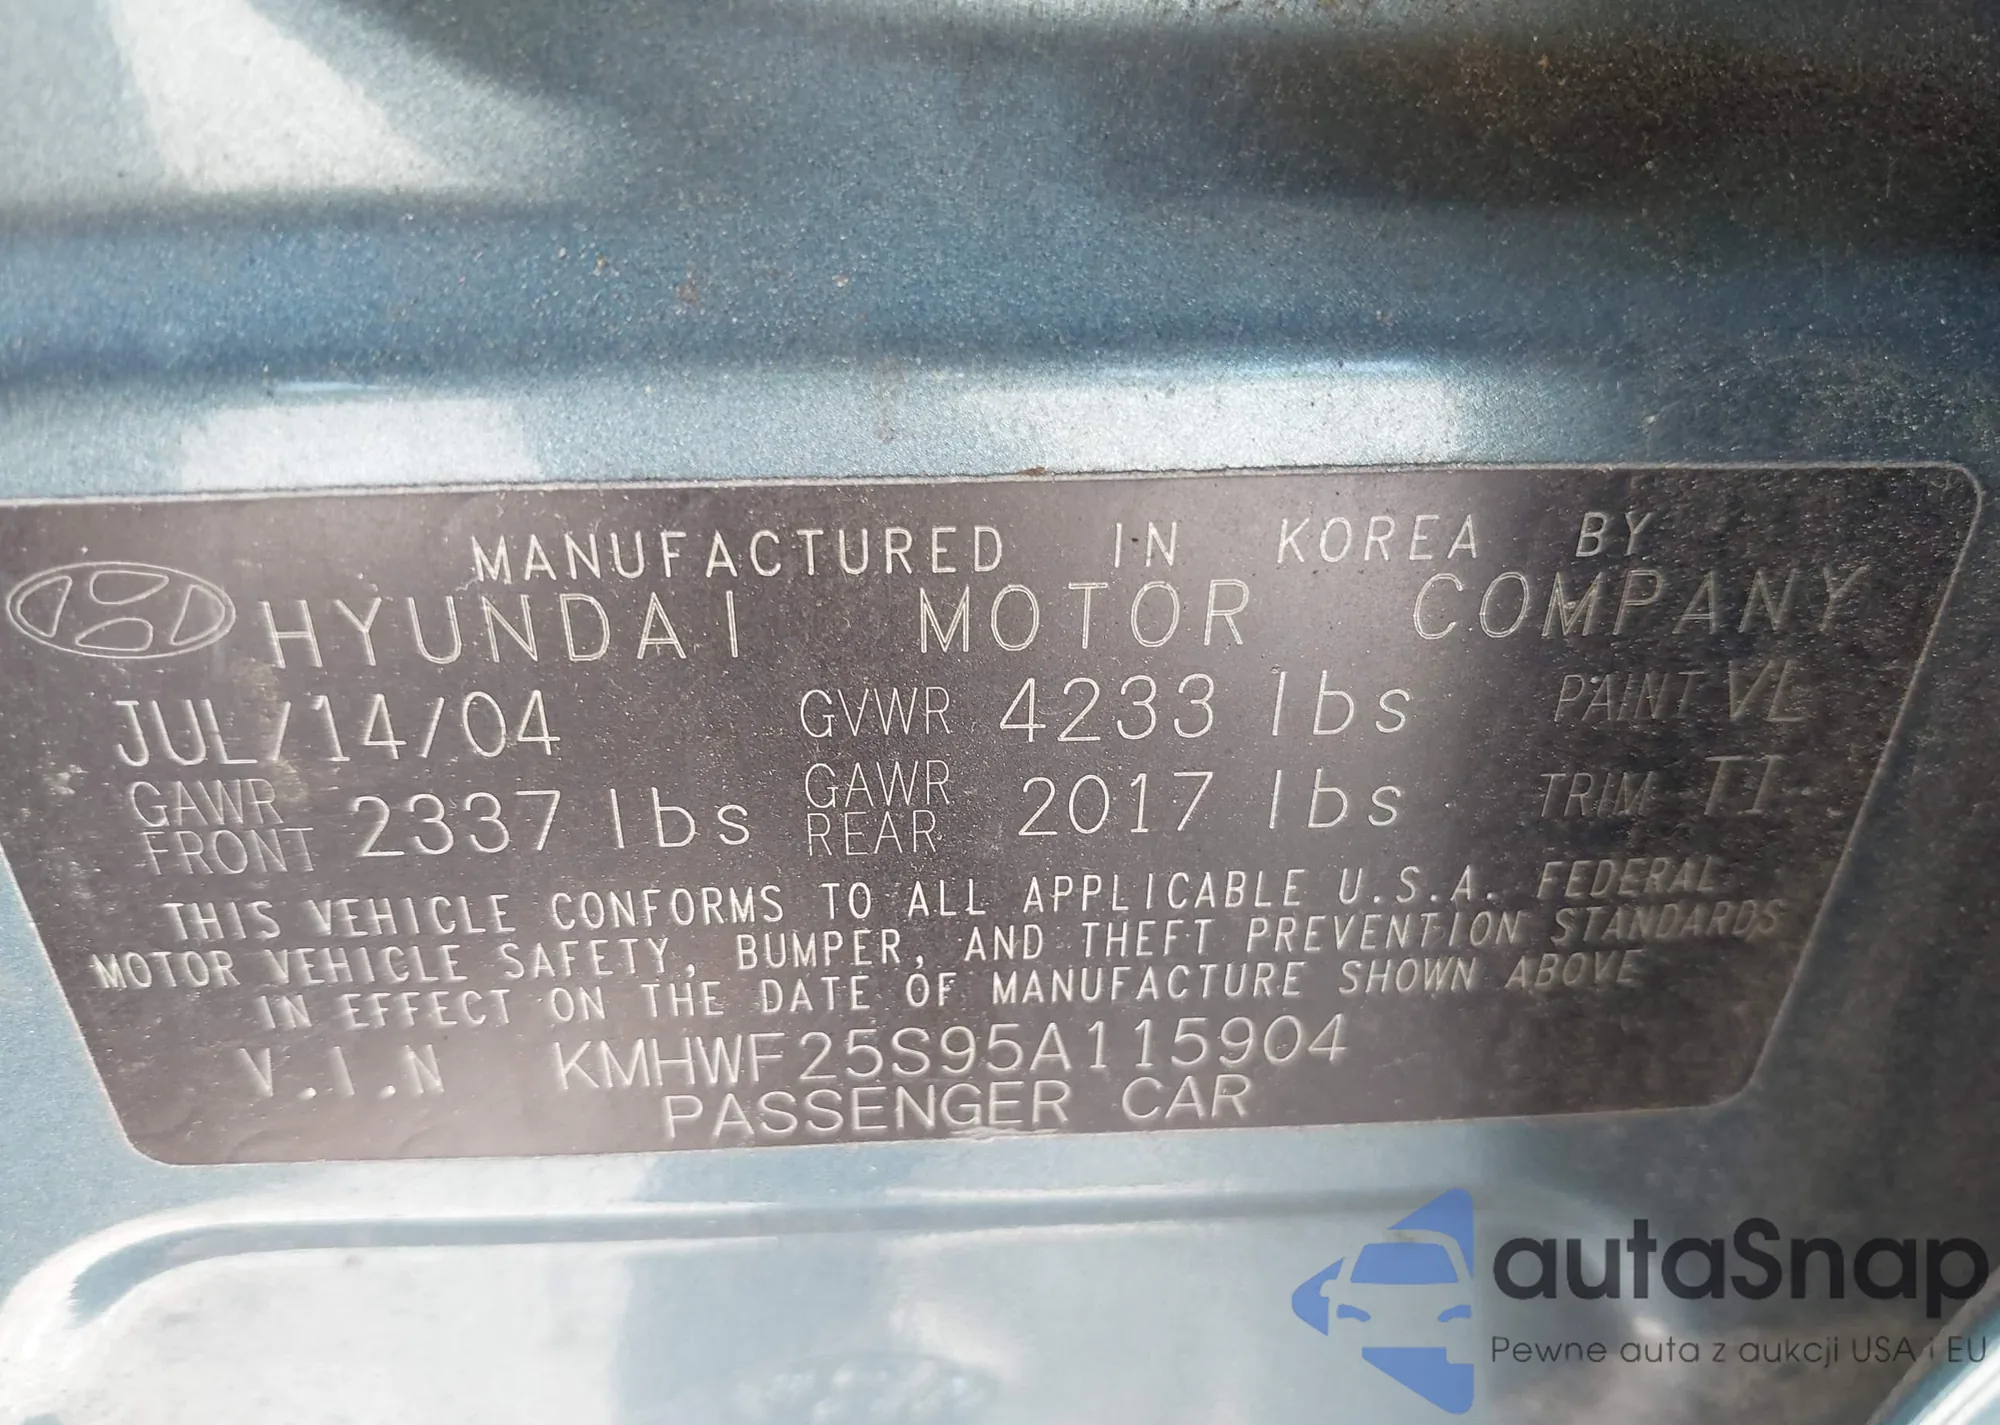 MANUFACTURED IN KOREA BY
HYUNDAI MOTOR COMPANY
JUL/14/04 GVWR 4233 lbs PAINT VL
GAWR FRONT 2337 lbs GAWR REAR 2017 lbs TRIM TI
THIS VEHICLE CONFORMS TO ALL APPLICABLE U.S.A. FEDERAL
MOTOR VEHICLE SAFETY, BUMPER, AND THEFT PREVENTION STANDARDS
IN EFFECT ON THE DATE OF MANUFACTURE SHOWN ABOVE
V.I.N KMHWF25S95A115904
PASSENGER CAR
autaSnap
Pewne auta z aukcji USA i EU